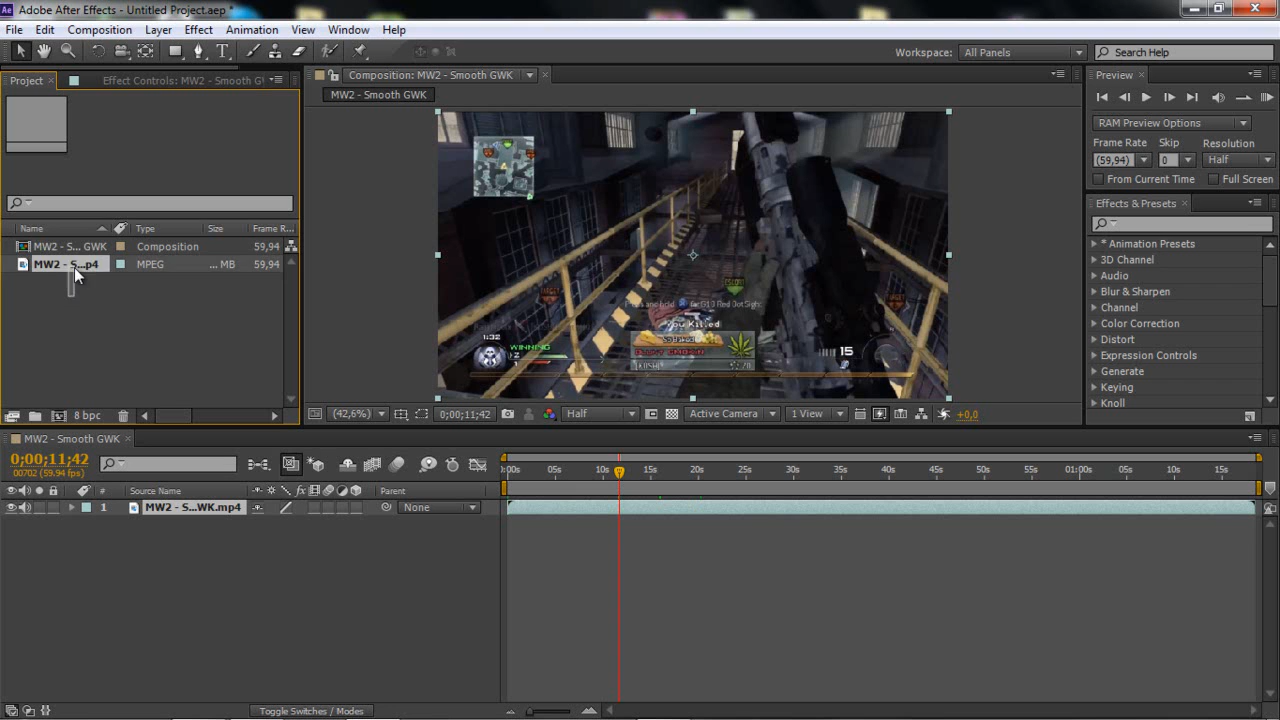 Adobe After Effects - Untitled Project.aep *
File Edit Composition Layer Effect Animation View Window Help
Workspace: All Panels Search Help
Project Effect Controls: MW2 - Smooth G
Composition: MW2 - Smooth GWK
MW2 - Smooth GWK
Preview
RAM Preview Options
Frame Rate Skip Resolution
(59,94) 0 Half
From Current Time Full Screen
Effects & Presets
Name Type Size Frame R...
MW2 - S... GWK Composition 59,94
MW2 - S...p4 MPEG ... MB 59,94
* Animation Presets
3D Channel
Audio
Blur & Sharpen
Channel
Color Correction
Distort
Expression Controls
Generate
Keying
Knoll
You Killed
1:32
WINNING
15
8 bpc
(42,6%) 0;00;11;42 Half Active Camera 1 View +0,0
MW2 - Smooth GWK
0;00;11;42
00702 (59.94 fps)
):00s 05s 10s 15s 20s 25s 30s 35s 40s 45s 50s 55s 01:00s 05s 10s 15s
# Source Name Parent
1 MW2 - S...WK.mp4 None
Toggle Switches / Modes